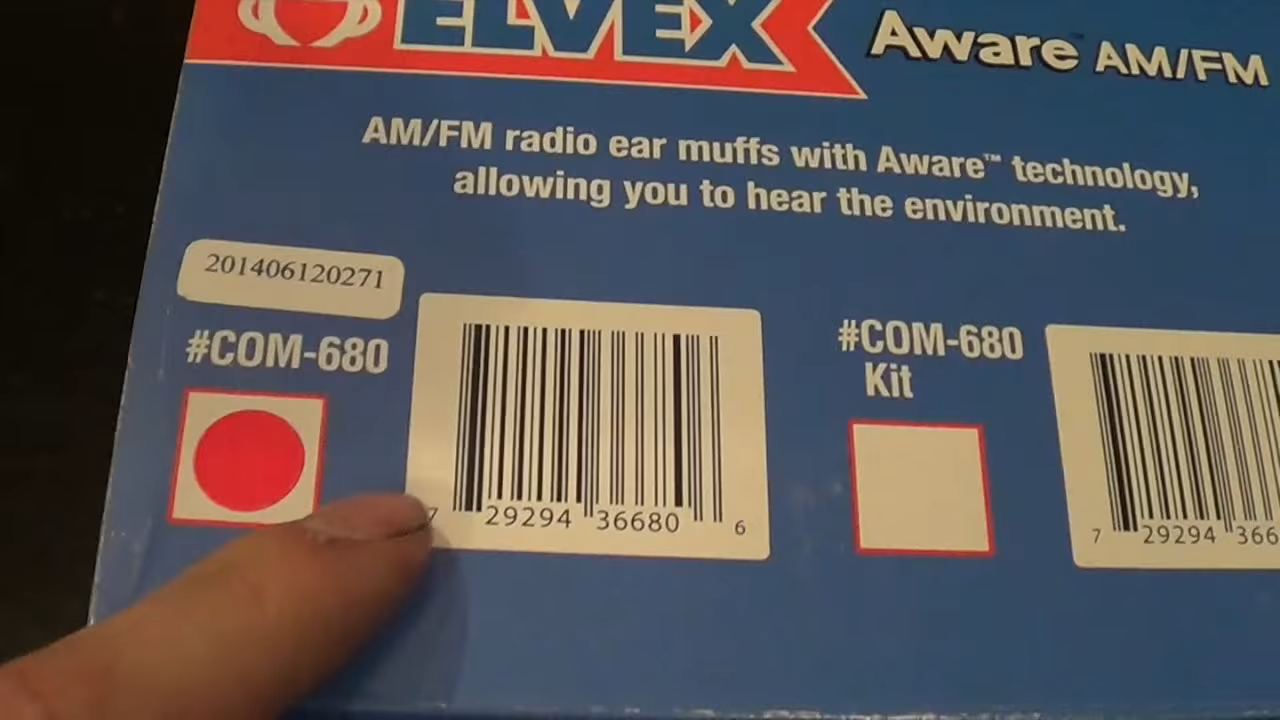 ELVEX
Aware™ AM/FM
AM/FM radio ear muffs with Aware™ technology,
allowing you to hear the environment.
201406120271
#COM-680
7 29294 36680 6
#COM-680
Kit
7 29294 366